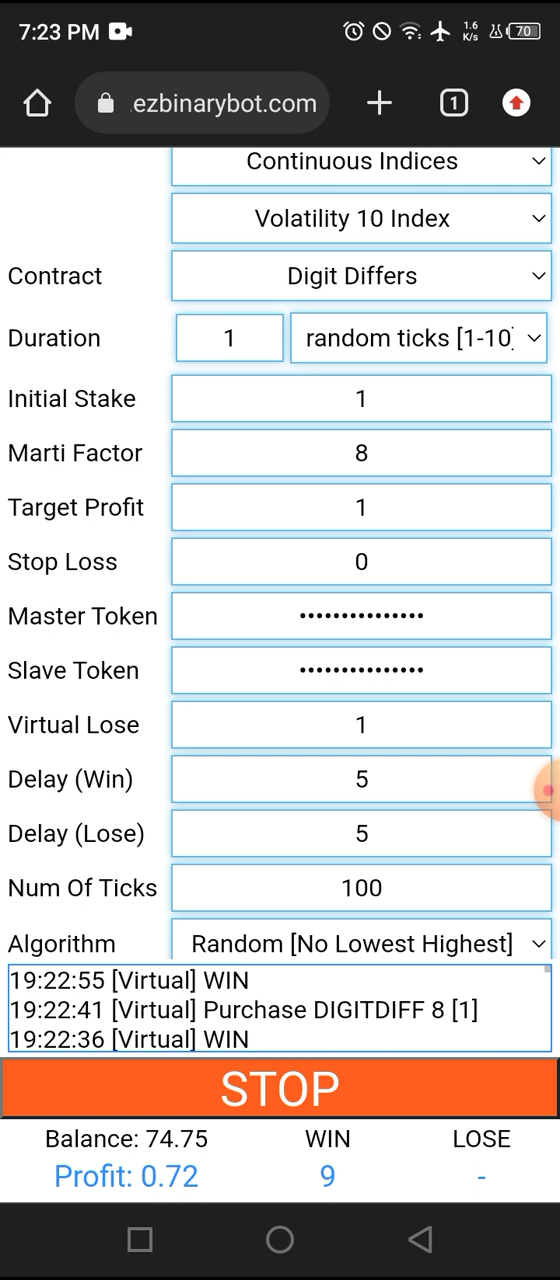 7:23 PM
1.6
K/s
70
.ezbinarybot.com
1
Continuous Indices
Volatility 10 Index
Contract Digit Differs
Duration 1 random ticks [1-10]
Initial Stake 1
Marti Factor 8
Target Profit 1
Stop Loss 0
Master Token •••••••••••••••
Slave Token •••••••••••••••
Virtual Lose 1
Delay (Win) 5
Delay (Lose) 5
Num Of Ticks 100
Algorithm Random [No Lowest Highest]
19:22:55 [Virtual] WIN
19:22:41 [Virtual] Purchase DIGITDIFF 8 [1]
19:22:36 [Virtual] WIN
STOP
Balance: 74.75 WIN LOSE
Profit: 0.72 9 -